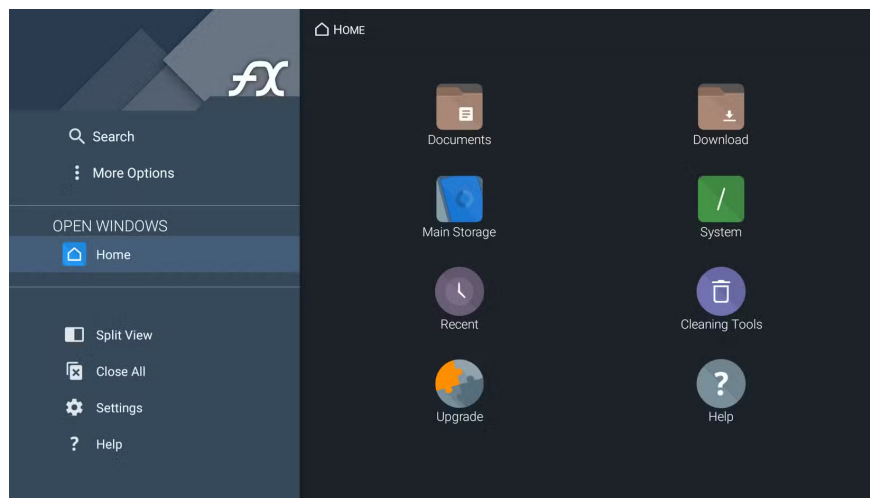 FX
Search
More Options
OPEN WINDOWS
Home
Split View
Close All
Settings
? Help
HOME
Documents
Download
Main Storage
/
System
Recent
Cleaning Tools
Upgrade
?
Help